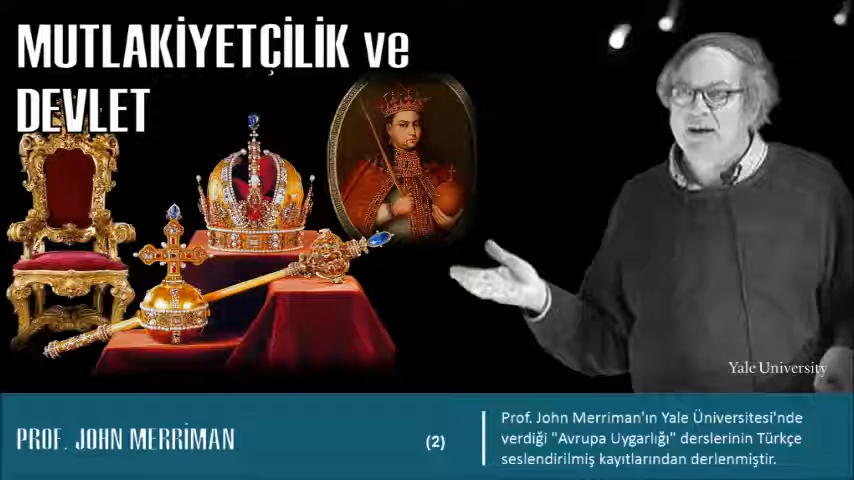 MUTLAKİYETÇİLİK ve
DEVLET
Yale University
PROF. JOHN MERRİMAN
(2)
Prof. John Merriman'ın Yale Üniversitesi'nde
verdiği "Avrupa Uygarlığı" derslerinin Türkçe
seslendirilmiş kayıtlarından derlenmiştir.